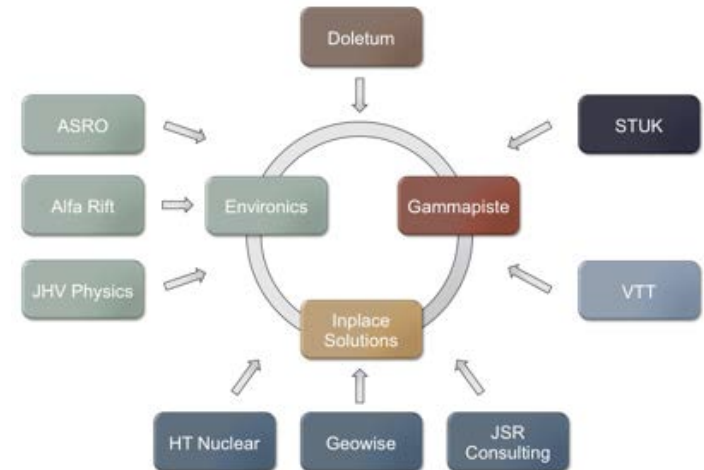 Doletum
ASRO
STUK
Alfa Rift
Environics
Gammapiste
JHV Physics
VTT
Inplace
Solutions
HT Nuclear
Geowise
JSR
Consulting